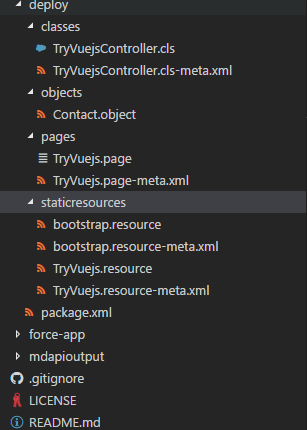 deploy
classes
TryVuejsController.cls
TryVuejsController.cls-meta.xml
objects
Contact.object
pages
TryVuejs.page
TryVuejs.page-meta.xml
staticresources
bootstrap.resource
bootstrap.resource-meta.xml
TryVuejs.resource
TryVuejs.resource-meta.xml
package.xml
force-app
mdapioutput
.gitignore
LICENSE
README.md